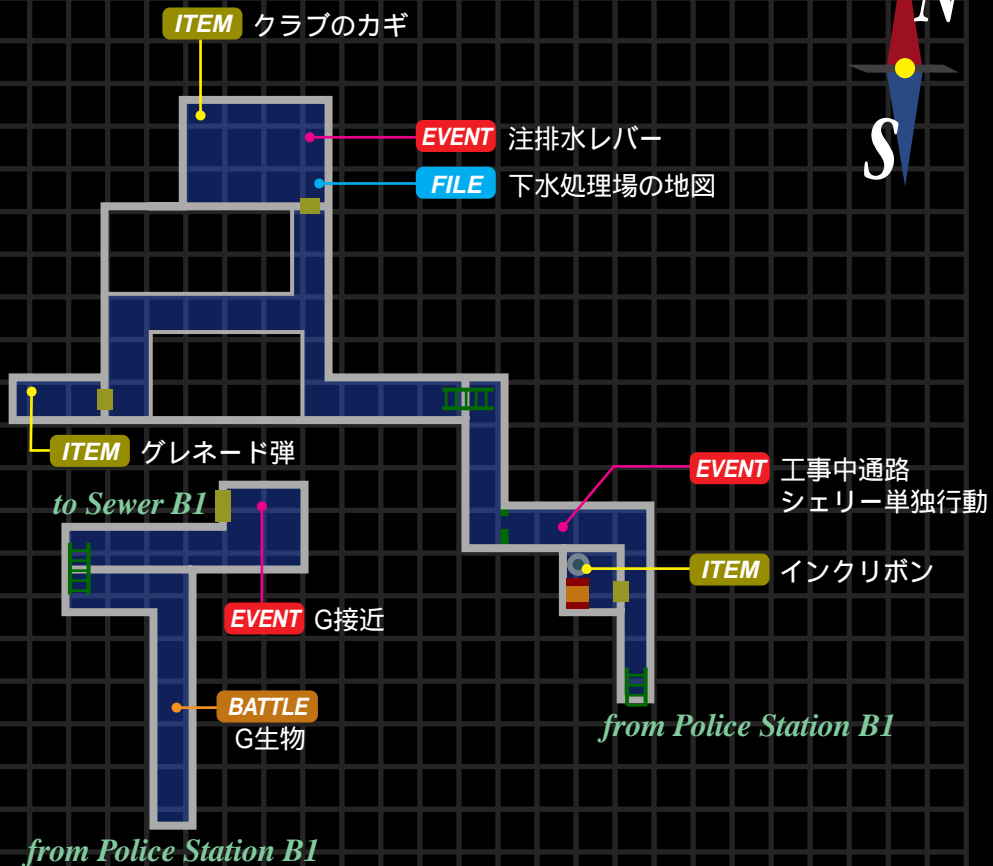 ITEM クラブのカギ
N
EVENT 注排水レバー
S
FILE 下水処理場の地図
ITEM グレネード弾
EVENT 工事中通路
シェリー単独行動
to Sewer B1
ITEM インクリボン
EVENT G接近
BATTLE
G生物
from Police Station B1
from Police Station B1